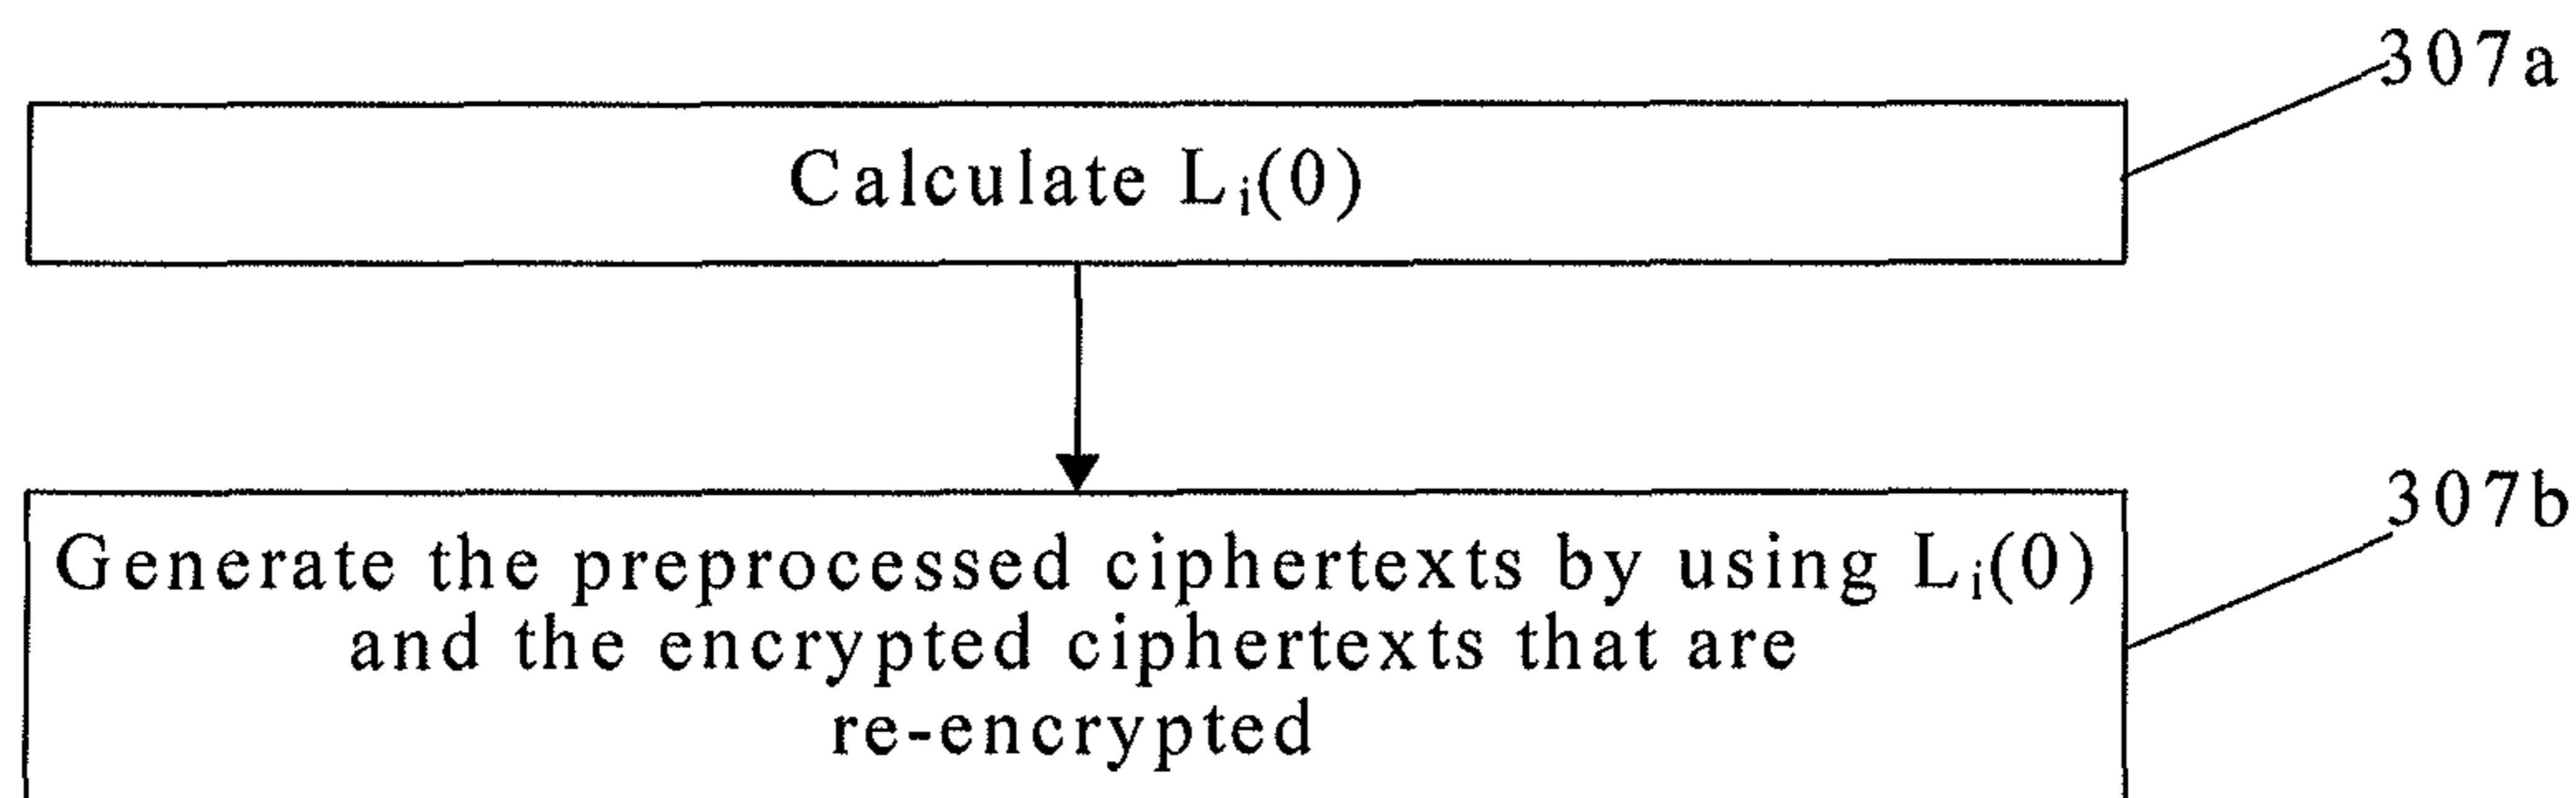 307a
Calculate Lᵢ(0)
307b
Generate the preprocessed ciphertexts by using Lᵢ(0)
and the encrypted ciphertexts that are
re-encrypted